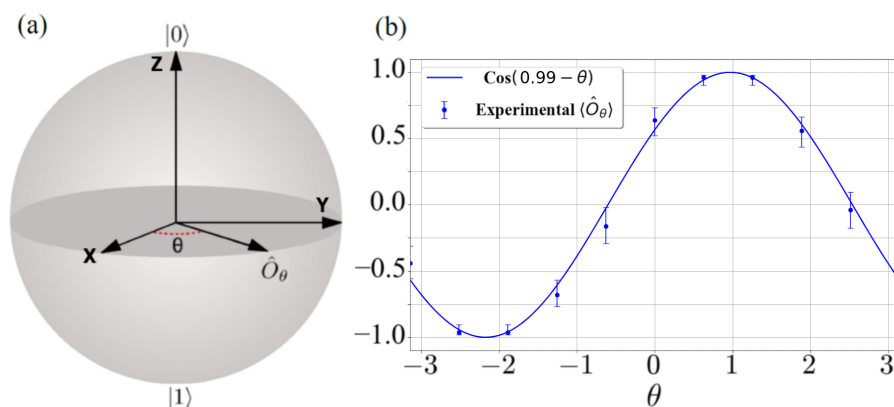 (a)
|0⟩
Z
Y
X
θ
Ô_θ
|1⟩
(b)
Cos(0.99 − θ)
Experimental ⟨Ô_θ⟩
1.0
0.5
0.0
−0.5
−1.0
−3 −2 −1 0 1 2 3
θ